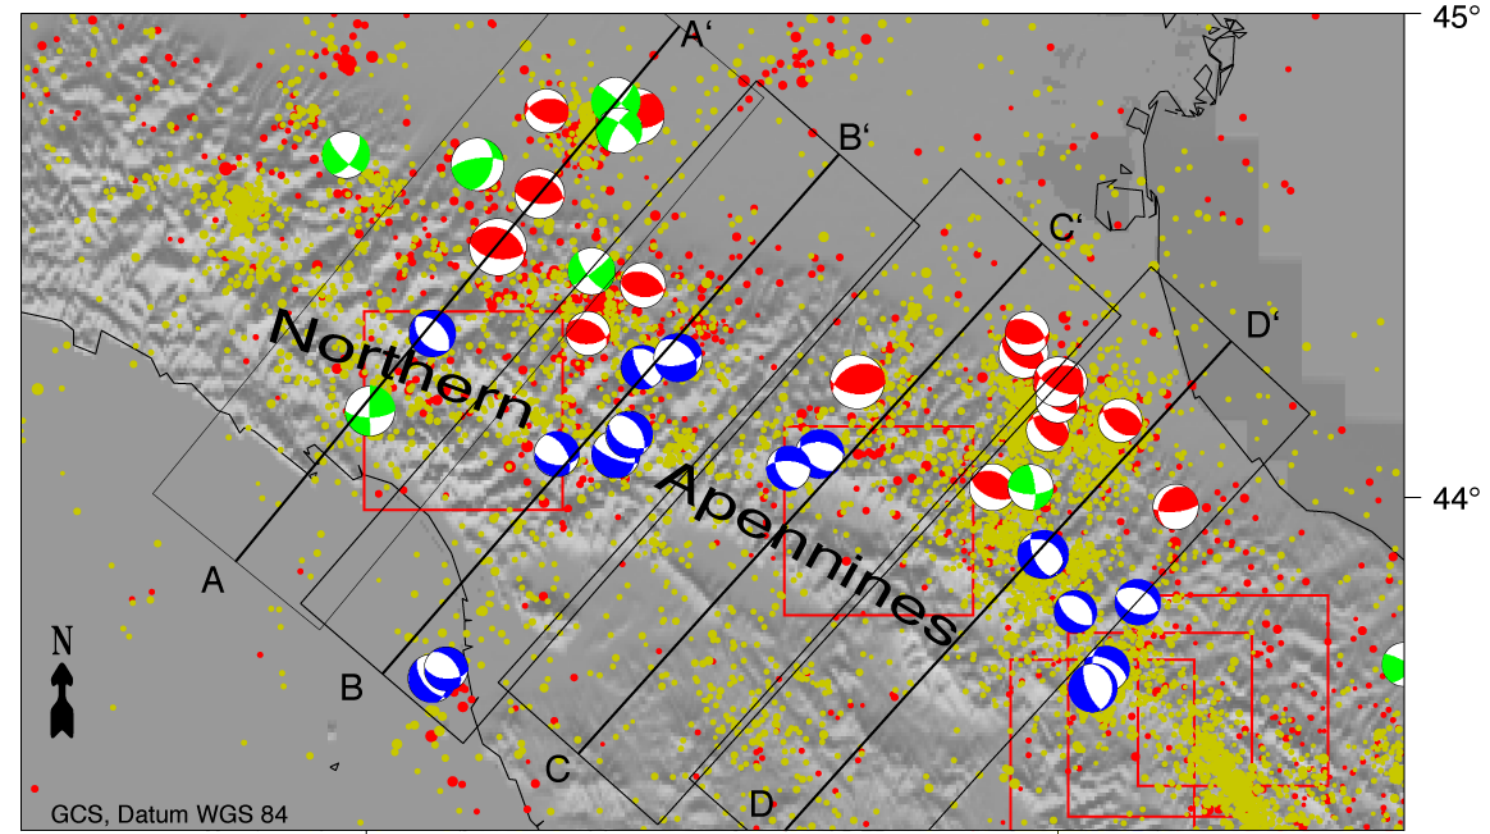 45°
A'
B'
C'
D'
Northern
44°
Apennines
A
N
B
C
D
GCS, Datum WGS 84